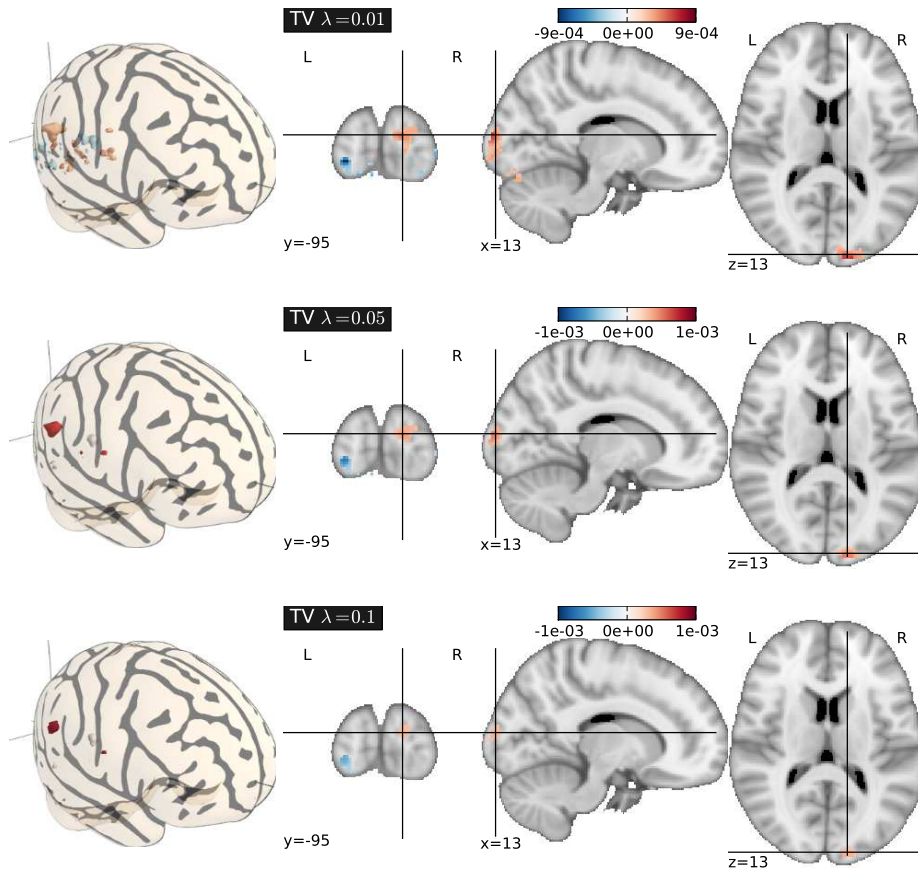 TV λ=0.01
-9e-04 0e+00 9e-04
L R L R
y=-95 x=13 z=13
TV λ=0.05
-1e-03 0e+00 1e-03
L R L R
y=-95 x=13 z=13
TV λ=0.1
-1e-03 0e+00 1e-03
L R L R
y=-95 x=13 z=13